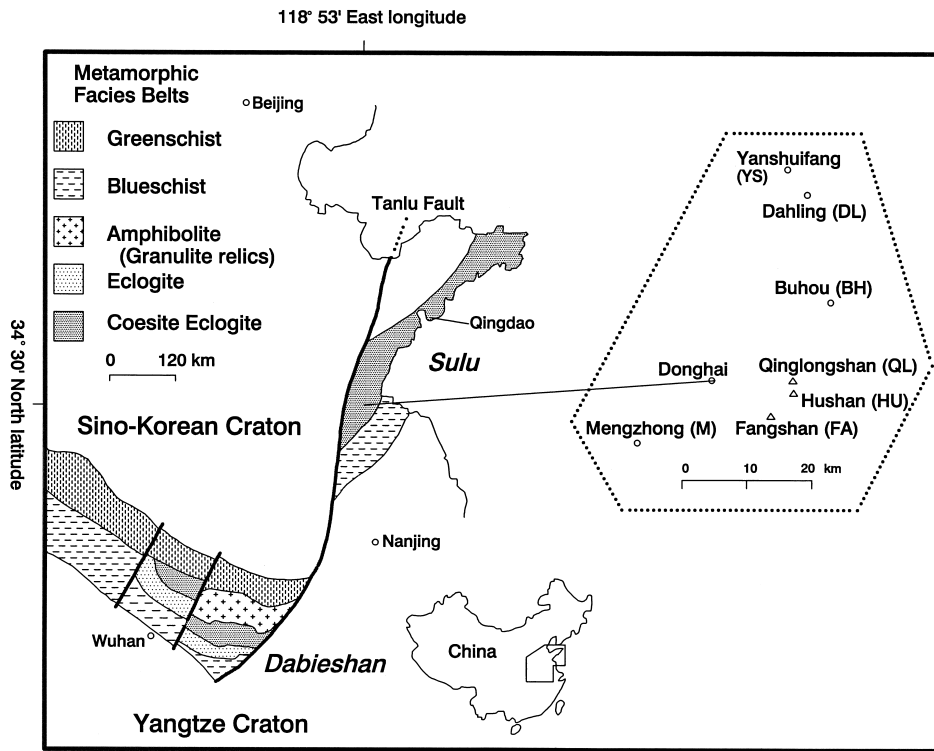 118° 53' East longitude
34° 30' North latitude
Metamorphic
Facies Belts
Greenschist
Blueschist
Amphibolite
(Granulite relics)
Eclogite
Coesite Eclogite
0 120 km
Beijing
Tanlu Fault
Qingdao
Sulu
Sino-Korean Craton
Nanjing
Wuhan
Dabieshan
Yangtze Craton
China
Yanshuifang
(YS)
Dahling (DL)
Buhou (BH)
Donghai
Qinglongshan (QL)
Hushan (HU)
Mengzhong (M)
Fangshan (FA)
0 10 20 km